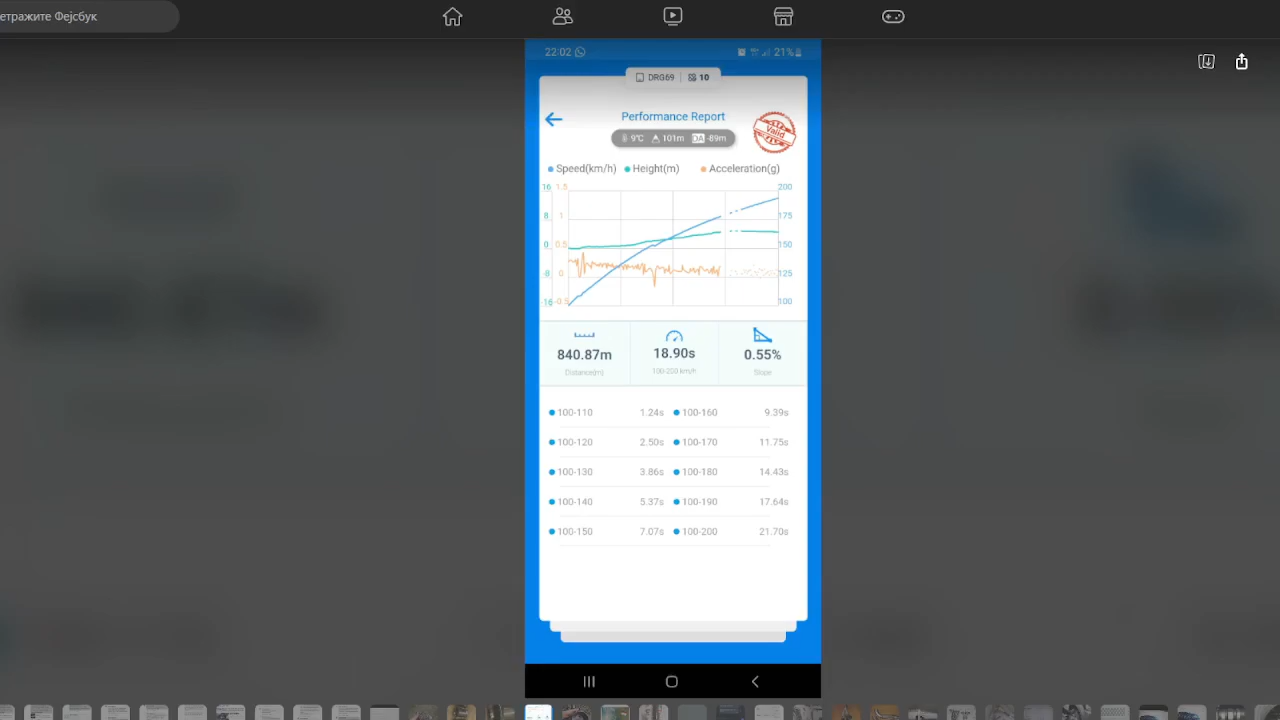 етражите Фејсбук
22:02 21%
DRG69 10
Performance Report
9°C 101m DA -89m
Valid
Speed(km/h) Height(m) Acceleration(g)
16 1.5 200
8 1 175
0 0.5 150
-8 0 125
-16 -0.5 100
840.87m 18.90s 0.55%
Distance(m) 100-200 km/h Slope
100-110 1.24s 100-160 9.39s
100-120 2.50s 100-170 11.75s
100-130 3.86s 100-180 14.43s
100-140 5.37s 100-190 17.64s
100-150 7.07s 100-200 21.70s